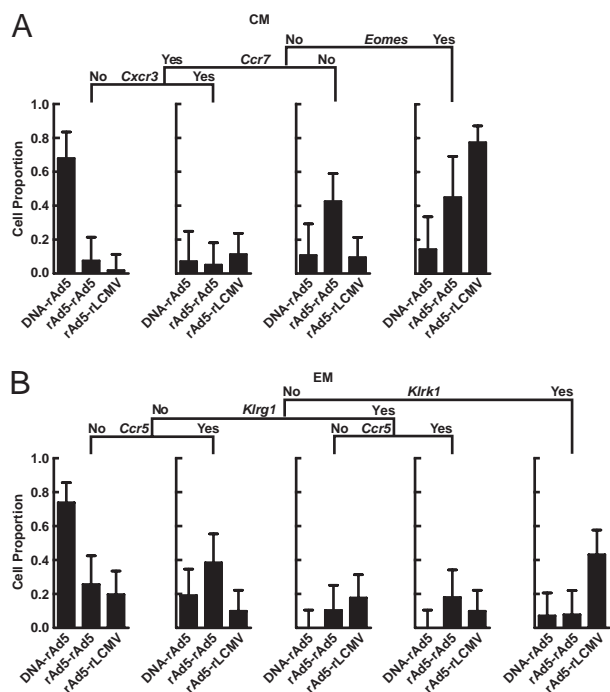 A
CM
No Eomes Yes
Yes Ccr7 No
No Cxcr3 Yes
Cell Proportion
1.0
0.8
0.6
0.4
0.2
0.0
DNA-rAd5
rAd5-rAd5
rAd5-rLCMV
DNA-rAd5
rAd5-rAd5
rAd5-rLCMV
DNA-rAd5
rAd5-rAd5
rAd5-rLCMV
DNA-rAd5
rAd5-rAd5
rAd5-rLCMV
B
EM
No Klrk1 Yes
No Klrg1 Yes
No Ccr5 Yes
No Ccr5 Yes
Cell Proportion
1.0
0.8
0.6
0.4
0.2
0.0
DNA-rAd5
rAd5-rAd5
rAd5-rLCMV
DNA-rAd5
rAd5-rAd5
rAd5-rLCMV
DNA-rAd5
rAd5-rAd5
rAd5-rLCMV
DNA-rAd5
rAd5-rAd5
rAd5-rLCMV
DNA-rAd5
rAd5-rAd5
rAd5-rLCMV